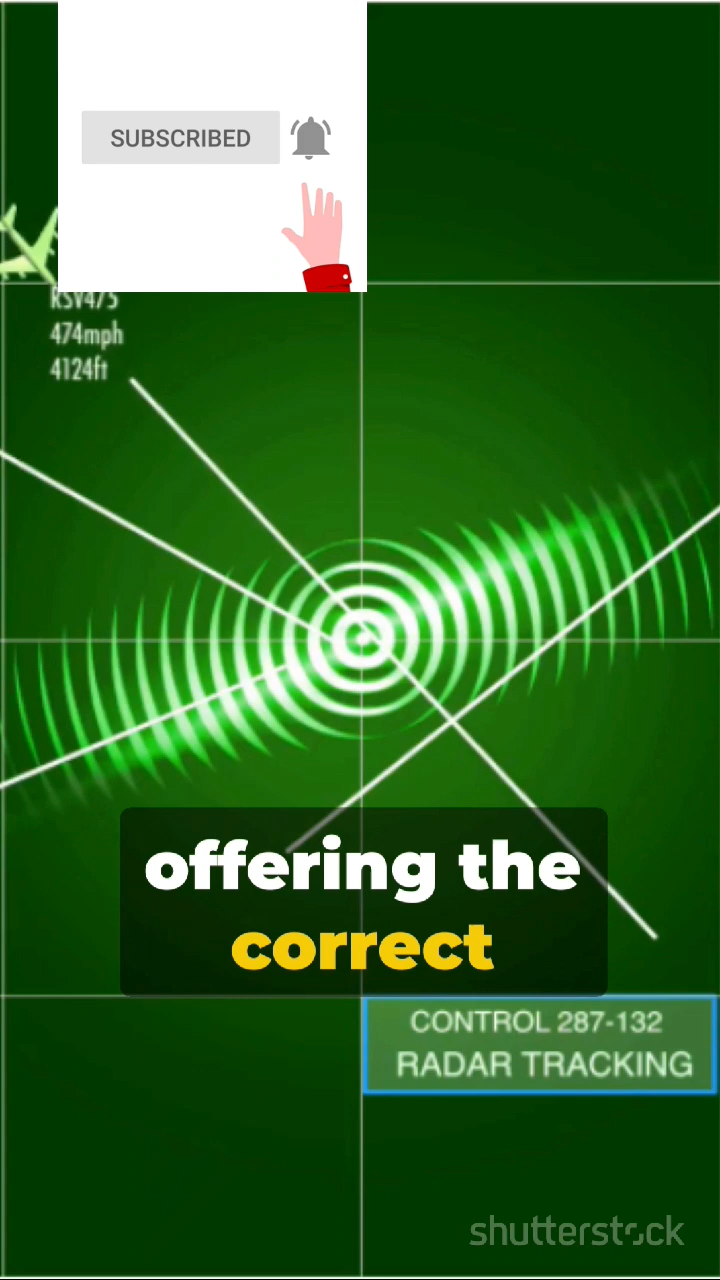 SUBSCRIBED
RSV475
474mph
4124ft
offering the
correct
CONTROL 287-132
RADAR TRACKING
shutterstock